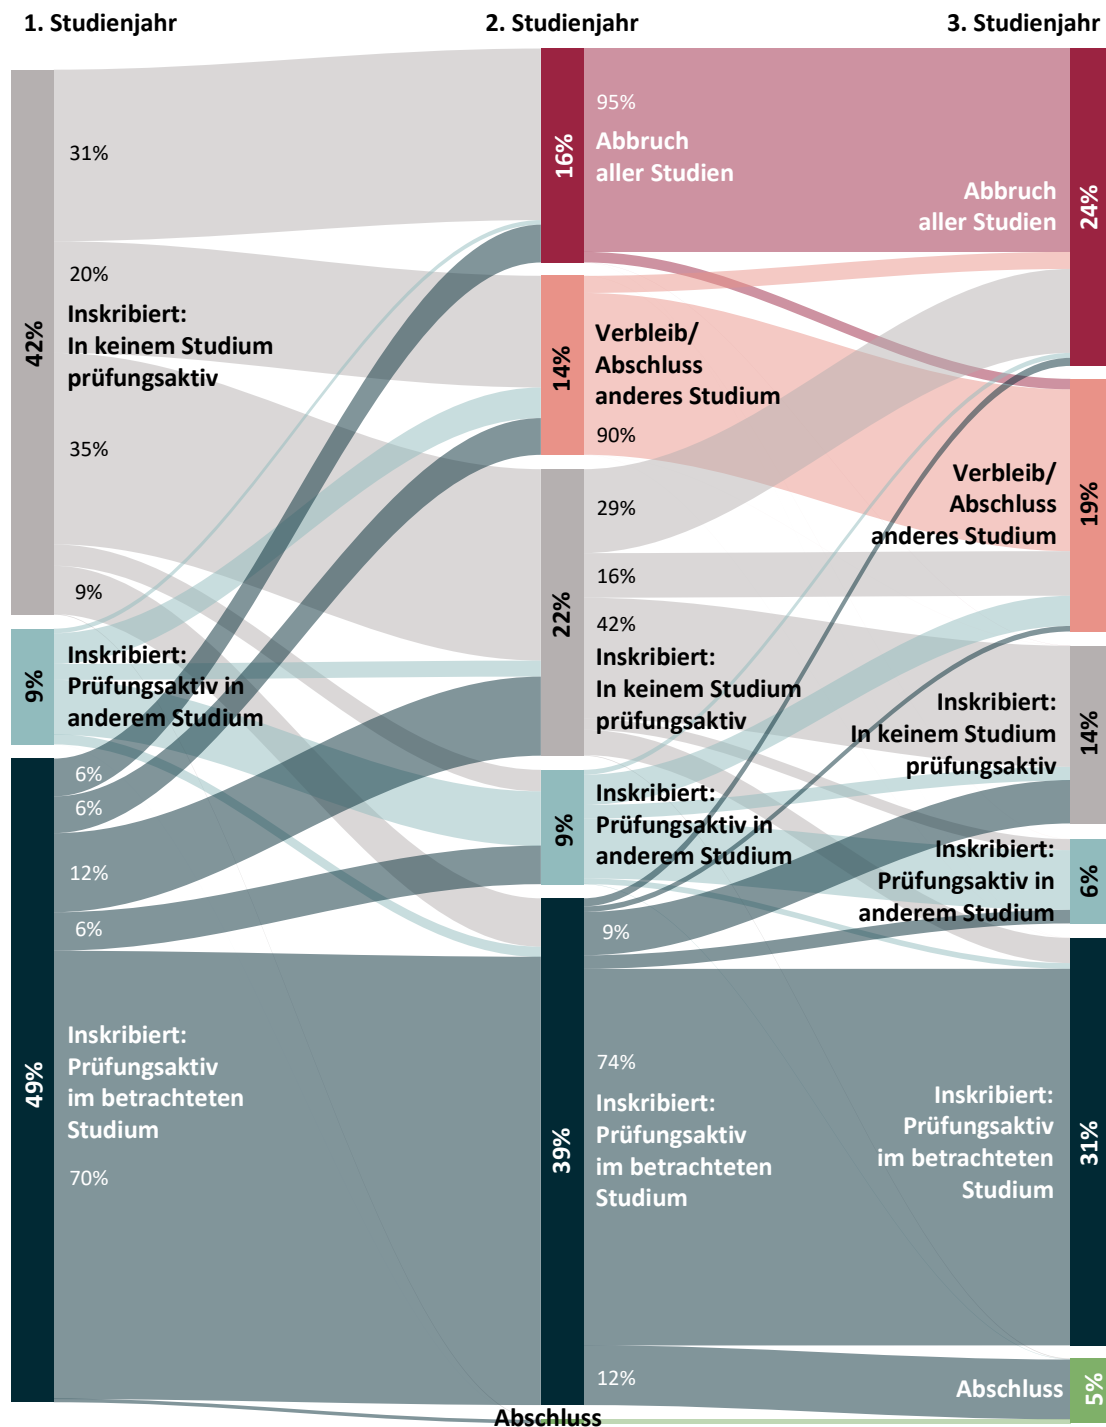 1. Studienjahr
2. Studienjahr
3. Studienjahr
42%
31%
20%
Inskribiert:
In keinem Studium
prüfungsaktiv
35%
9%
9%
Inskribiert:
Prüfungsaktiv in
anderem Studium
49%
6%
6%
12%
6%
Inskribiert:
Prüfungsaktiv
im betrachteten
Studium
70%
16%
95%
Abbruch
aller Studien
14%
Verbleib/
Abschluss
anderes Studium
90%
22%
29%
16%
42%
Inskribiert:
In keinem Studium
prüfungsaktiv
9%
Inskribiert:
Prüfungsaktiv in
anderem Studium
39%
9%
74%
Inskribiert:
Prüfungsaktiv
im betrachteten
Studium
12%
Abschluss
Abbruch
aller Studien
24%
Verbleib/
Abschluss
anderes Studium
19%
Inskribiert:
In keinem Studium
prüfungsaktiv
14%
Inskribiert:
Prüfungsaktiv in
anderem Studium
6%
Inskribiert:
Prüfungsaktiv
im betrachteten
Studium
31%
Abschluss
5%